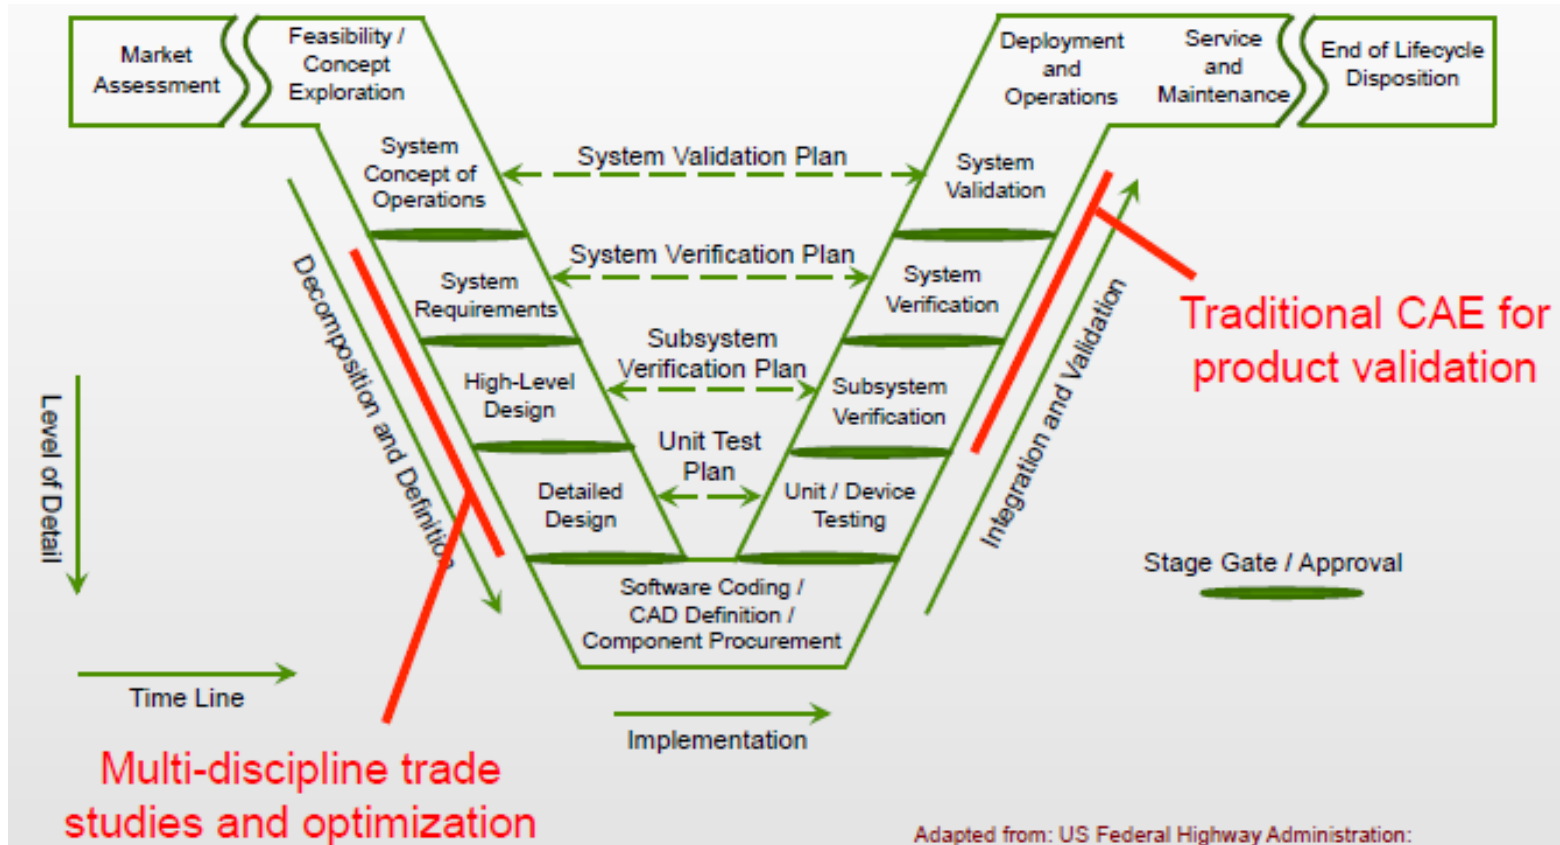 Market
Assessment
Feasibility /
Concept
Exploration
Deployment
and
Operations
Service
and
Maintenance
End of Lifecycle
Disposition
System
Concept of
Operations
System Validation Plan
System
Validation
System
Requirements
System Verification Plan
System
Verification
High-Level
Design
Subsystem
Verification Plan
Subsystem
Verification
Detailed
Design
Unit Test
Plan
Unit / Device
Testing
Software Coding /
CAD Definition /
Component Procurement
Decomposition and Definition
Integration and Validation
Traditional CAE for
product validation
Level of Detail
Stage Gate / Approval
Time Line
Implementation
Multi-discipline trade
studies and optimization
Adapted from: US Federal Highway Administration: